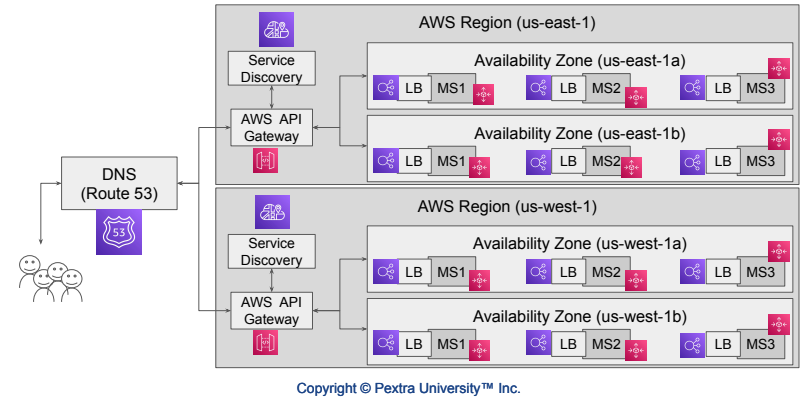 AWS Region (us-east-1)
Service
Discovery
AWS API
Gateway
Availability Zone (us-east-1a)
LB MS1 LB MS2 LB MS3
Availability Zone (us-east-1b)
LB MS1 LB MS2 LB MS3
DNS
(Route 53)
53
AWS Region (us-west-1)
Service
Discovery
AWS API
Gateway
Availability Zone (us-west-1a)
LB MS1 LB MS2 LB MS3
Availability Zone (us-west-1b)
LB MS1 LB MS2 LB MS3
Copyright © Pextra University™ Inc.